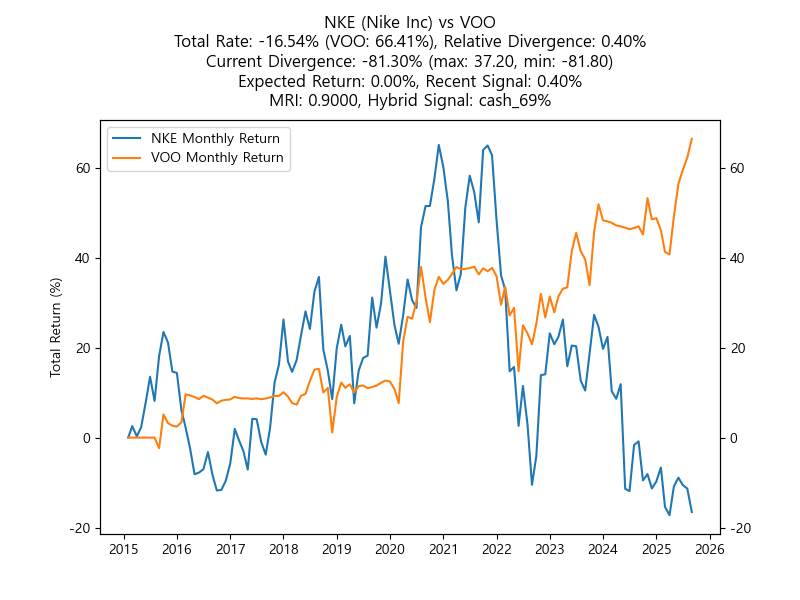 NKE (Nike Inc) vs VOO
Total Rate: -16.54% (VOO: 66.41%), Relative Divergence: 0.40%
Current Divergence: -81.30% (max: 37.20, min: -81.80)
Expected Return: 0.00%, Recent Signal: 0.40%
MRI: 0.9000, Hybrid Signal: cash_69%
NKE Monthly Return
VOO Monthly Return
Total Return (%)
60
40
20
0
-20
60
40
20
0
-20
2015 2016 2017 2018 2019 2020 2021 2022 2023 2024 2025 2026